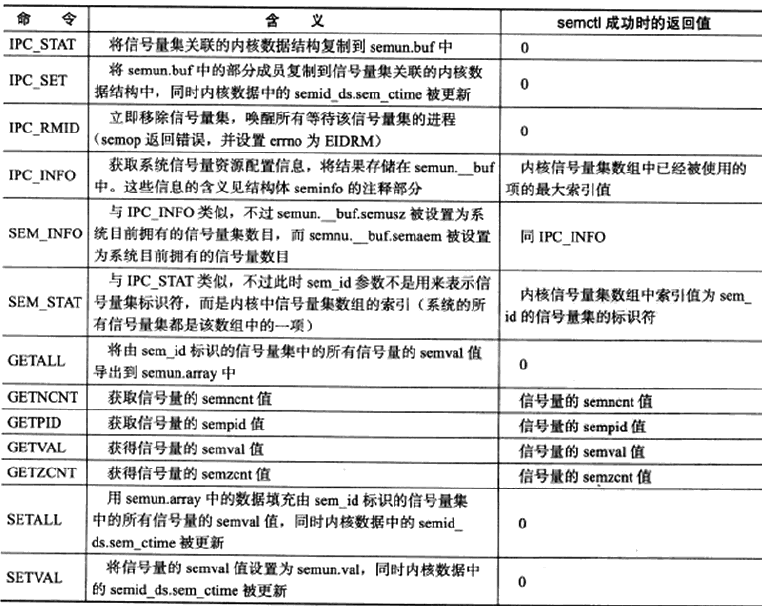 命 令 含 义 semctl 成功时的返回值
IPC_STAT 将信号量集关联的内核数据结构复制到 semun.buf 中 0
将 semun.buf 中的部分成员复制到信号量集关联的内核数
IPC_SET 据结构中，同时内核数据中的 semid_ds.sem_ctime 被更新 0
立即移除信号量集，唤醒所有等待该信号量集的进程
IPC_RMID （semop 返回错误，并设置 errno 为 EIDRM） 0
获取系统信号量资源配置信息，将结果存储在 semun.__buf
IPC_INFO 中。这些信息的含义见结构体 seminfo 的注释部分
内核信号量集数组中已经被使用的
项的最大索引值
与 IPC_INFO 类似，不过 semun.__buf.semusz 被设置为系
SEM_INFO 统目前拥有的信号量集数目，而 semnu.__buf.semaem 被设置 同 IPC_INFO
为系统目前拥有的信号量数目
与 IPC_STAT 类似，不过此时 sem_id 参数不是用来表示信
SEM_STAT 号量集标识符，而是内核中信号量集数组的索引（系统的所
有信号量集都是该数组中的一项）
内核信号量集数组中索引值为 sem_
id 的信号量集的标识符
将由 sem_id 标识的信号量集中的所有信号量的 semval 值
GETALL 导出到 semun.array 中 0
GETNCNT 获取信号量的 semncnt 值 信号量的 semncnt 值
GETPID 获取信号量的 sempid 值 信号量的 sempid 值
GETVAL 获得信号量的 semval 值 信号量的 semval 值
GETZCNT 获得信号量的 semzcnt 值 信号量的 semzcnt 值
用 semun.array 中的数据填充由 sem_id 标识的信号量集
SETALL 中的所有信号量的 semval 值，同时内核数据中的 semid_ 0
ds.sem_ctime 被更新
将信号量的 semval 值设置为 semun.val，同时内核数据中
SETVAL 的 semid_ds.sem_ctime 被更新 0